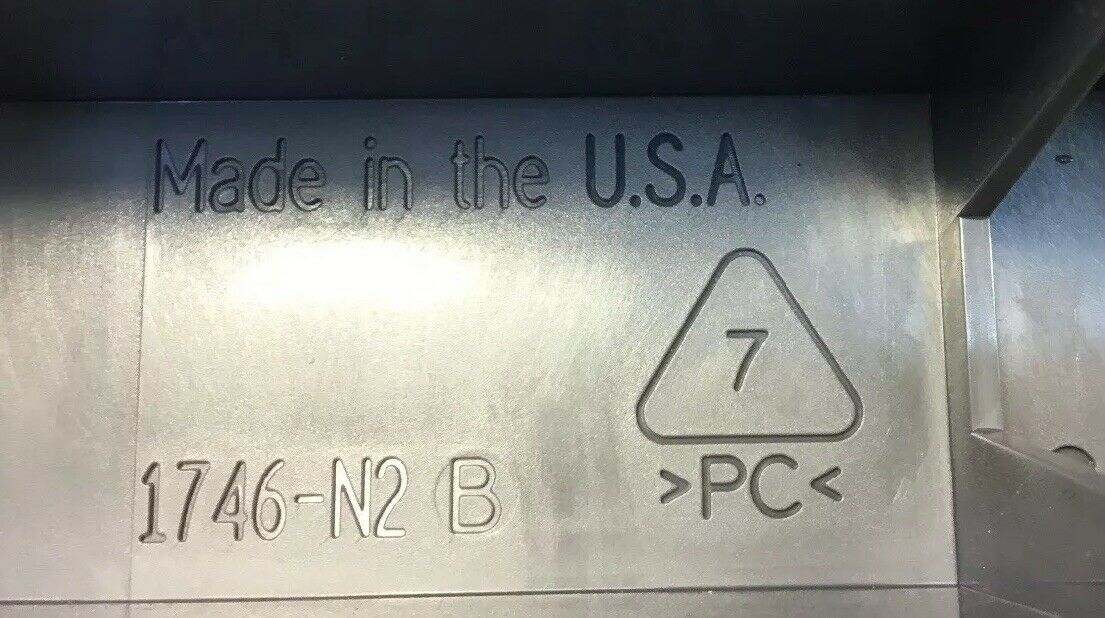 Made in the U.S.A.
7
1746-N2 B
>PC<